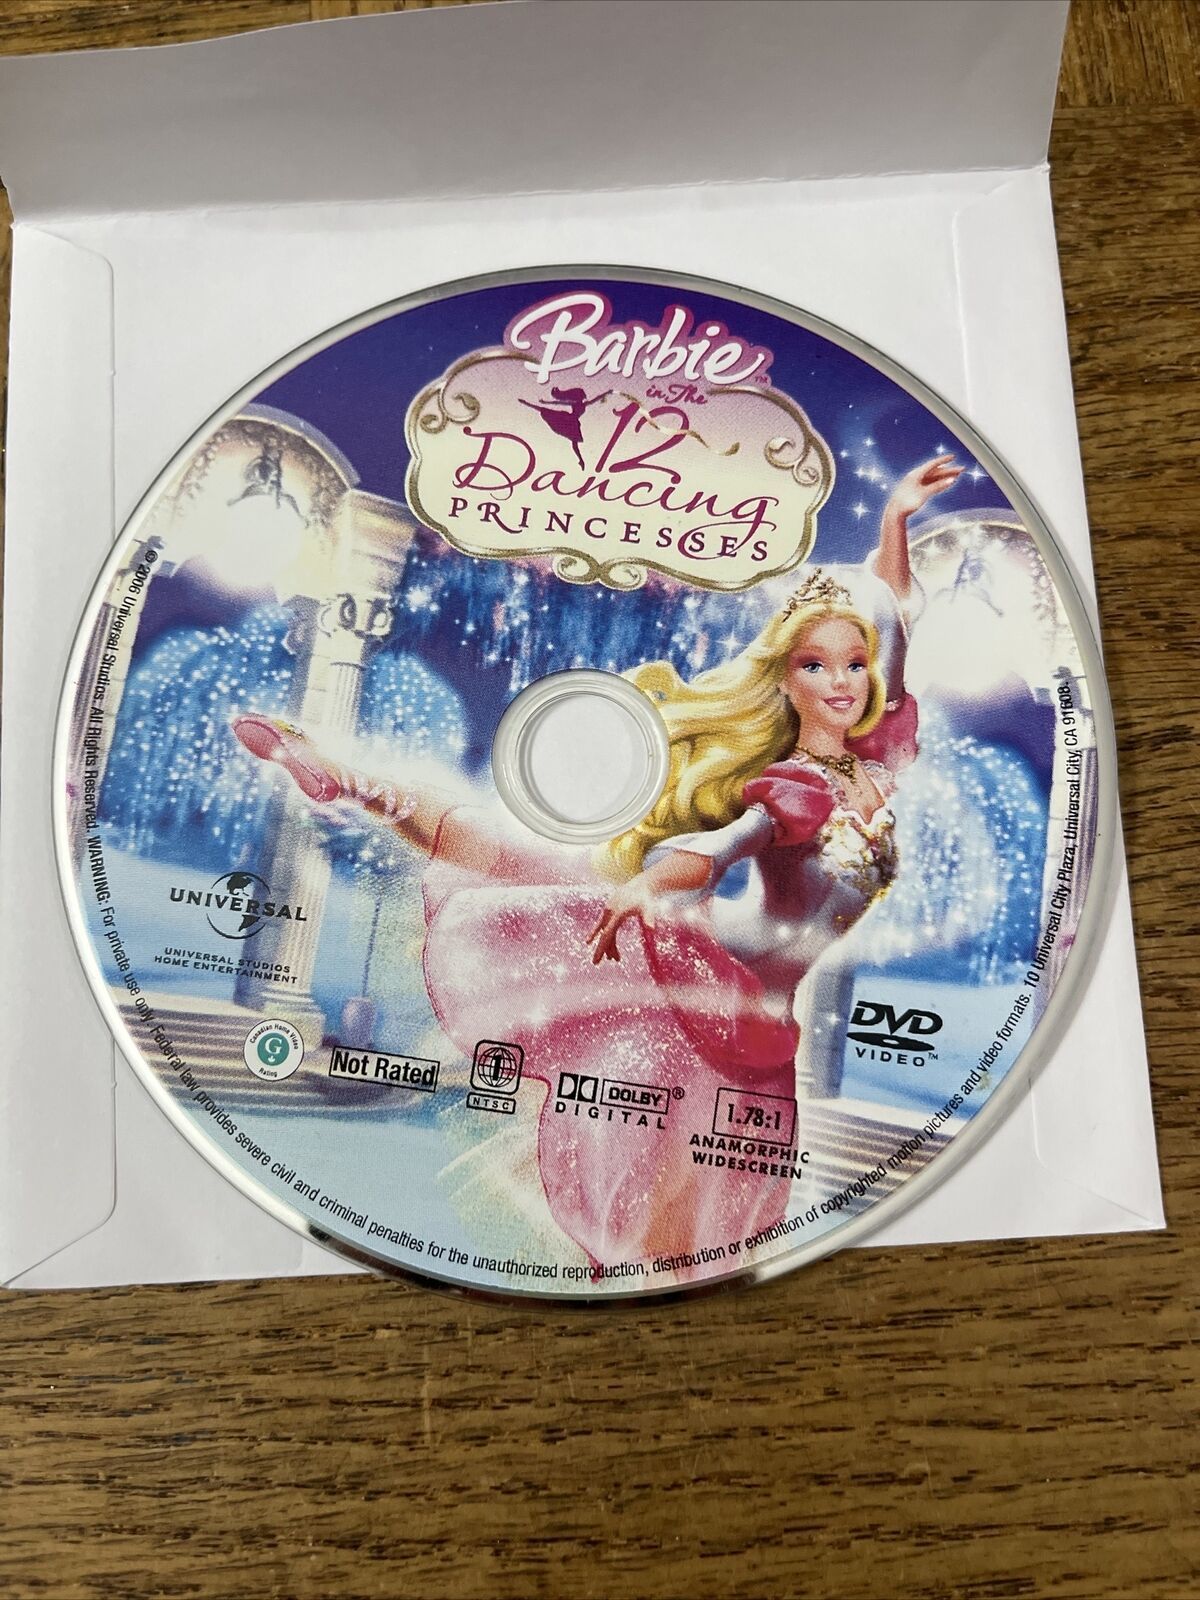 Barbie™
in The
12
Dancing
PRINCESSES
UNIVERSAL
UNIVERSAL STUDIOS
HOME ENTERTAINMENT
Canadian Home Video
G
Rating
Not Rated
1
NTSC
DOLBY®
DIGITAL
1.78:1
ANAMORPHIC
WIDESCREEN
DVD
VIDEO™
© 2006 Universal Studios. All Rights Reserved. WARNING: For private use only. Federal law provides severe civil and criminal penalties for the unauthorized reproduction, distribution or exhibition of copyrighted motion pictures and video formats. 10 Universal City Plaza, Universal City, CA 91608.